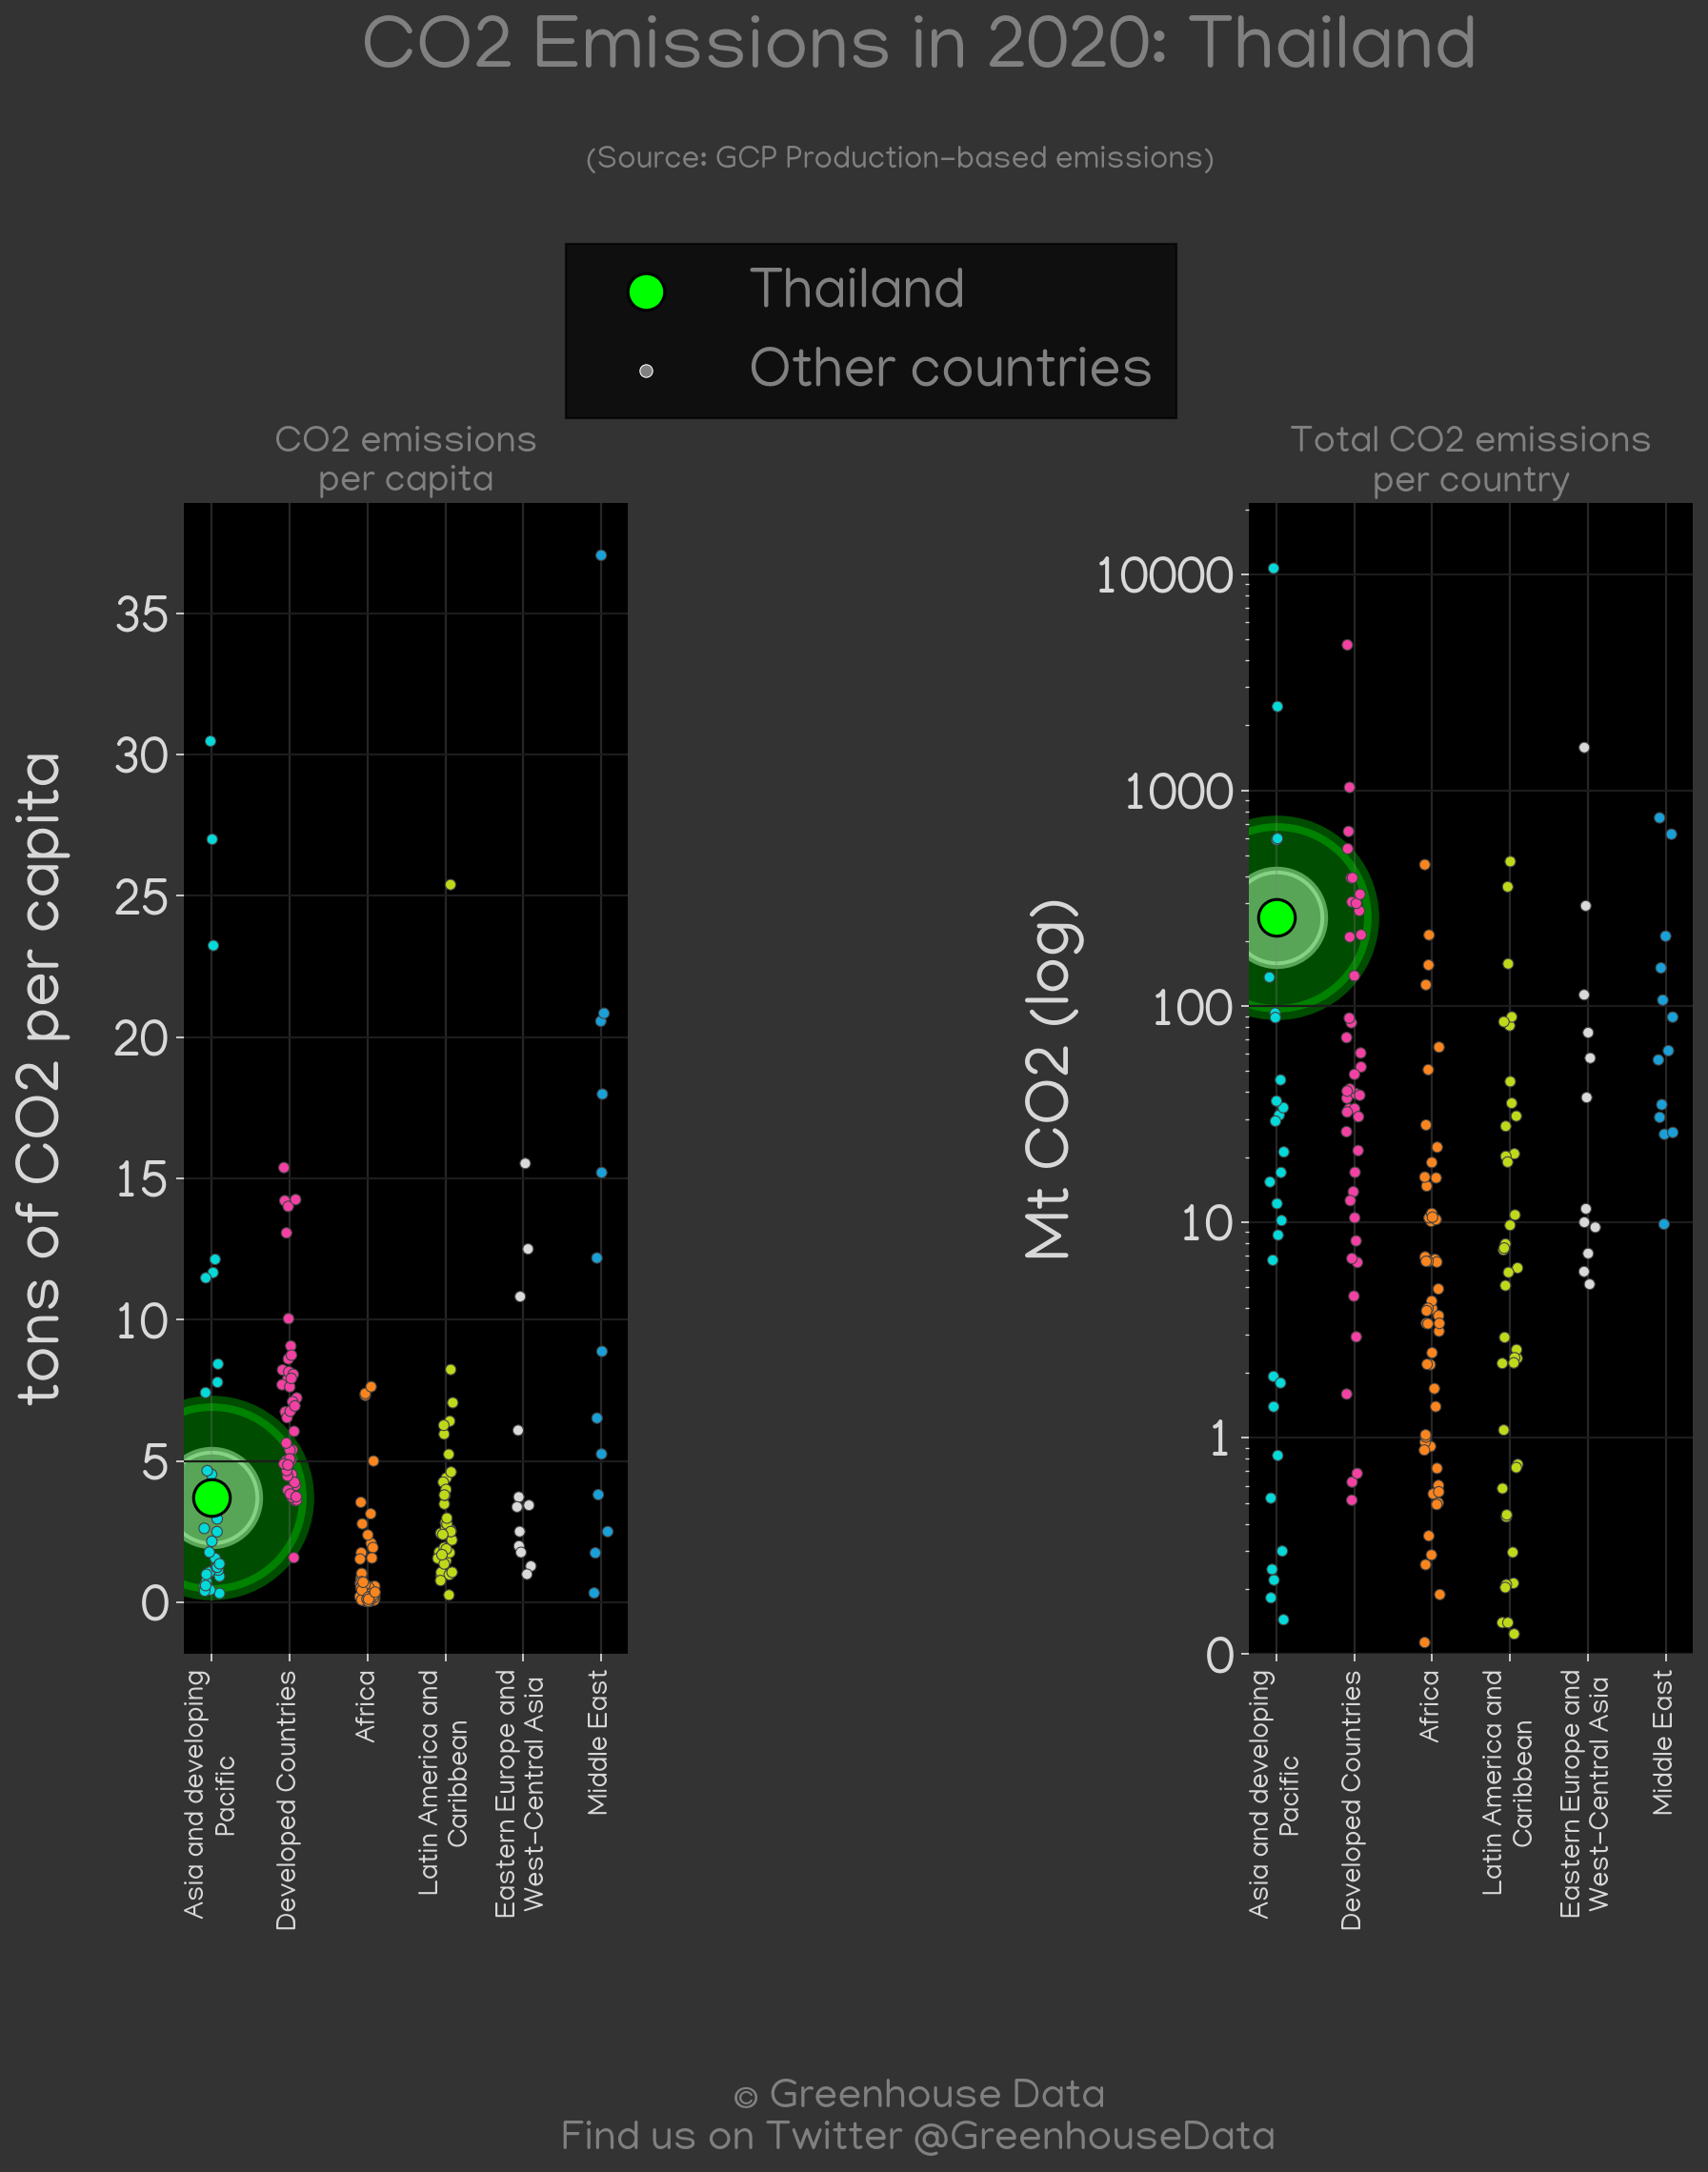 CO2 Emissions in 2020: Thailand
(Source: GCP Production-based emissions)
Thailand
Other countries
CO2 emissions
per capita
tons of CO2 per capita
35
30
25
20
15
10
5
0
Asia and developing
Pacific
Developed Countries
Africa
Latin America and
Caribbean
Eastern Europe and
West-Central Asia
Middle East
Total CO2 emissions
per country
Mt CO2 (log)
10000
1000
100
10
1
0
Asia and developing
Pacific
Developed Countries
Africa
Latin America and
Caribbean
Eastern Europe and
West-Central Asia
Middle East
© Greenhouse Data
Find us on Twitter @GreenhouseData